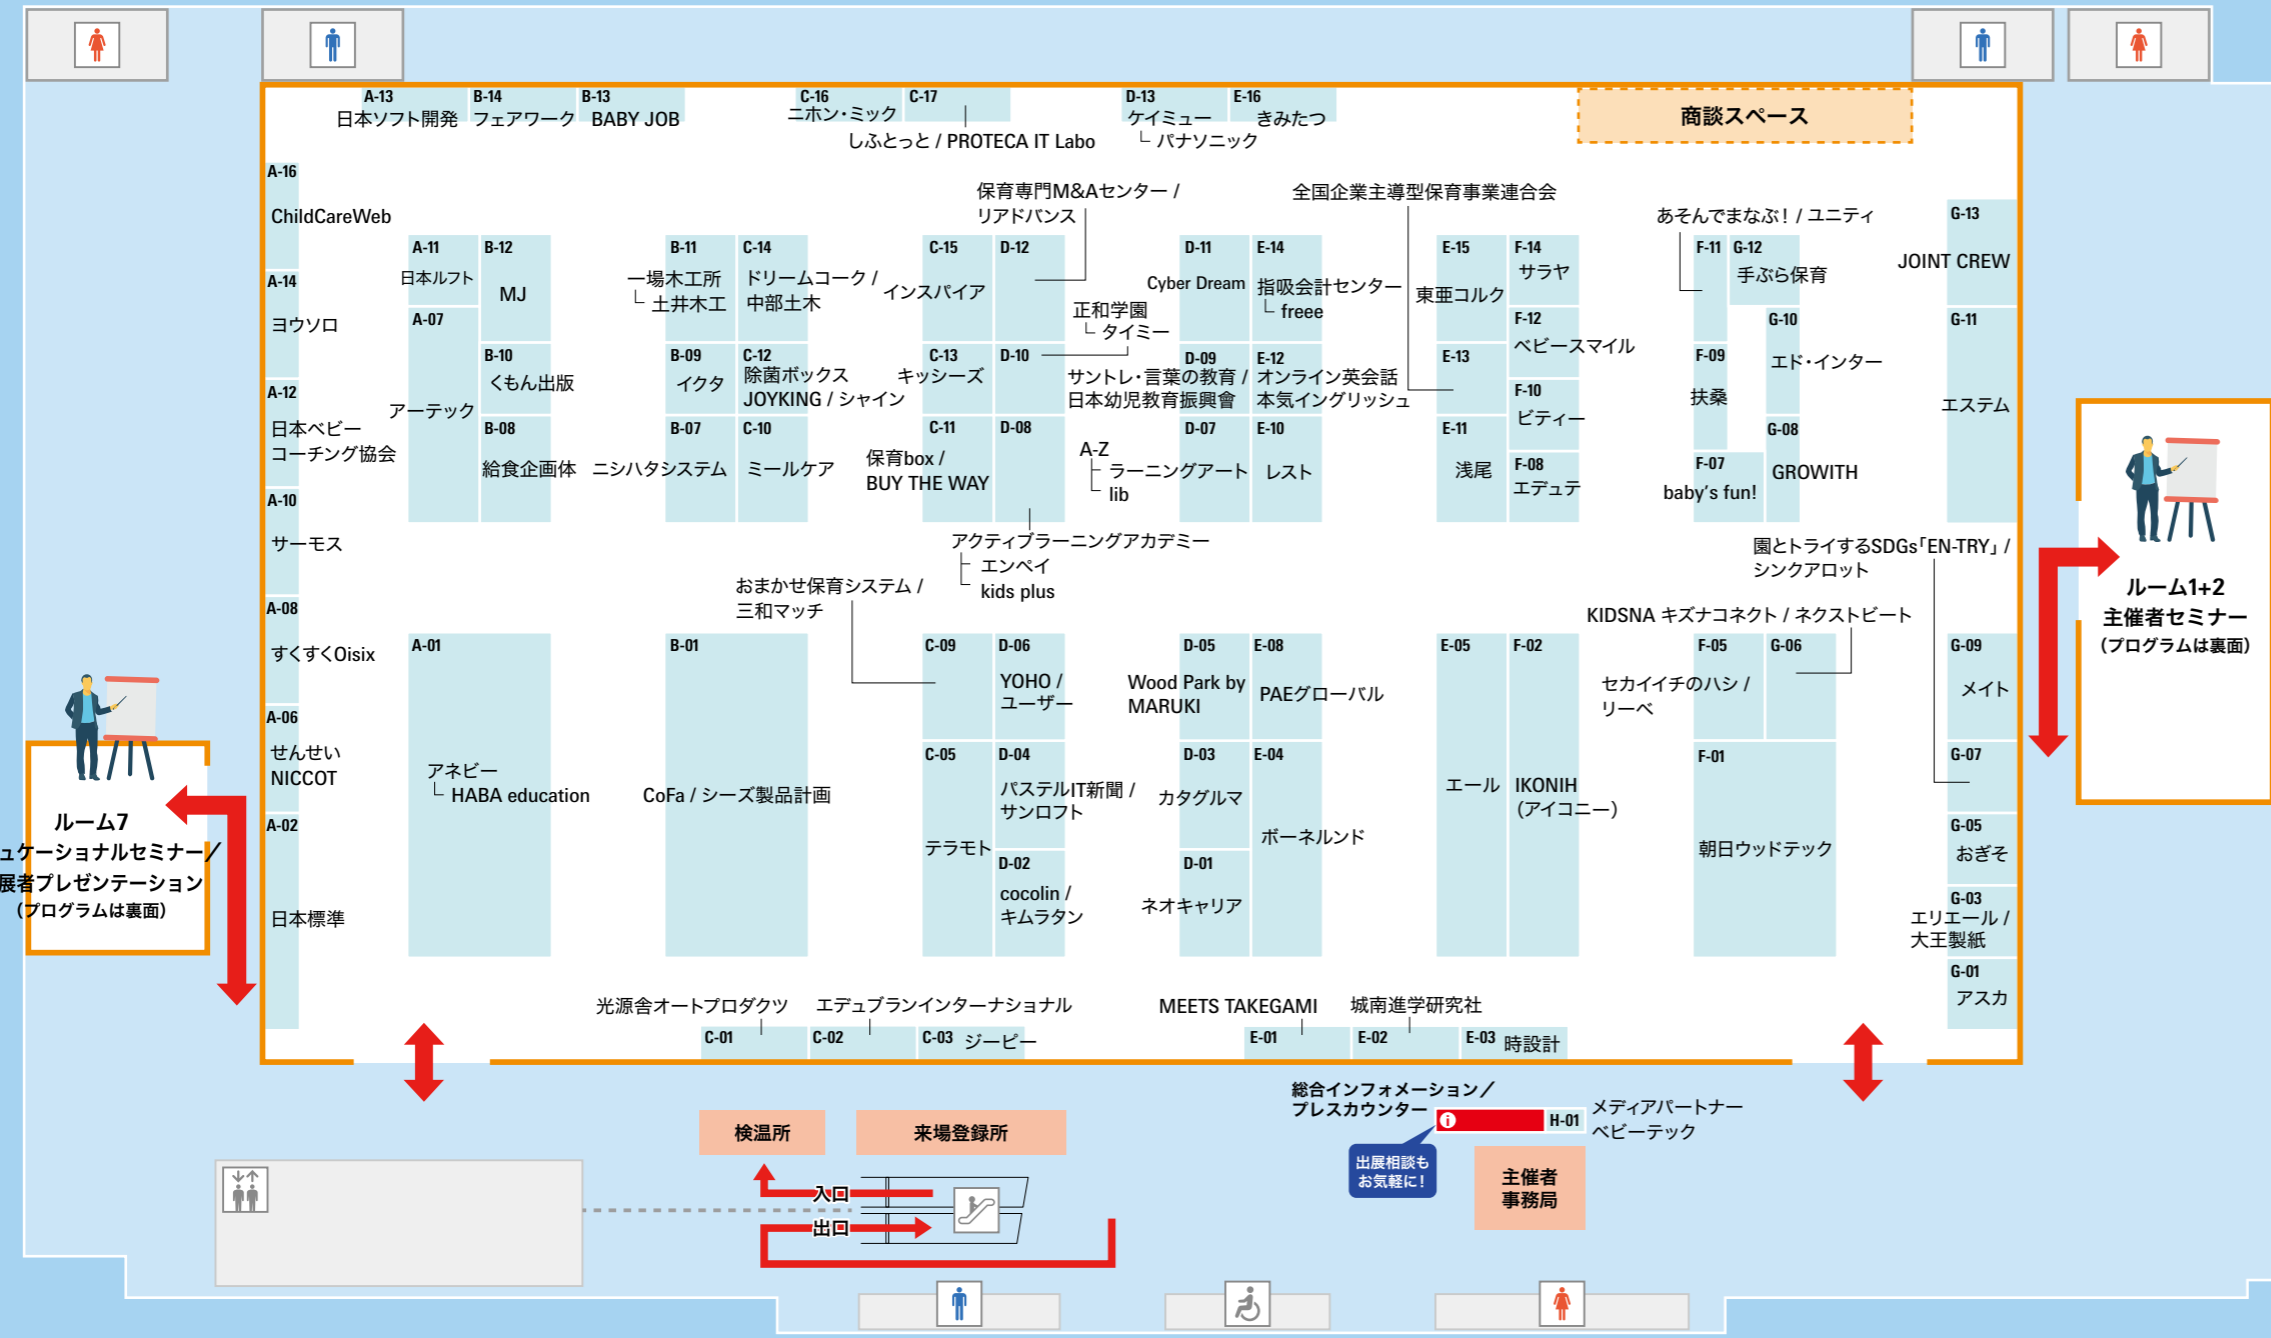 A-13
日本ソフト開発
B-14
フェアワーク
B-13
BABY JOB
C-16
ニホン・ミック
C-17
しふとっと / PROTECA IT Labo
D-13
ケイミュー
└ パナソニック
E-16
きみたつ
商談スペース
A-16
ChildCareWeb
A-14
ヨウソロ
A-12
日本ベビー
コーチング協会
A-10
サーモス
A-08
すくすくOisix
A-06
せんせい
NICCOT
A-02
日本標準
A-11
日本ルフト
B-12
MJ
A-07
アーテック
B-10
くもん出版
B-08
給食企画体
B-11
一場木工所
└ 土井木工
C-14
ドリームコーク /
中部土木
B-09
イクタ
C-12
除菌ボックス
JOYKING / シャイン
B-07
ニシハタシステム
C-10
ミールケア
保育専門M&Aセンター /
リアドバンス
C-15
インスパイア
D-12
正和学園
└ タイミー
C-13
キッシーズ
D-10
C-11
保育box /
BUY THE WAY
D-08
アクティブラーニングアカデミー
├ エンペイ
└ kids plus
D-11
Cyber Dream
E-14
指吸会計センター
└ freee
D-09
サントレ・言葉の教育 /
日本幼児教育振興會
E-12
オンライン英会話
本気イングリッシュ
D-07
A-Z
├ ラーニングアート
└ lib
E-10
レスト
全国企業主導型保育事業連合会
E-15
東亜コルク
F-14
サラヤ
F-12
ベビースマイル
E-13
F-10
ビティー
E-11
浅尾
F-08
エデュテ
あそんでまなぶ! / ユニティ
F-11
G-12
手ぶら保育
G-10
エド・インター
F-09
扶桑
G-08
GROWITH
F-07
baby's fun!
G-13
JOINT CREW
G-11
エステム
園とトライするSDGs「EN-TRY」 /
シンクアロット
KIDSNA キズナコネクト / ネクストビート
おまかせ保育システム /
三和マッチ
A-01
アネビー
└ HABA education
B-01
CoFa / シーズ製品計画
C-09
D-06
YOHO /
ユーザー
C-05
テラモト
D-04
パステルIT新聞 /
サンロフト
D-02
cocolin /
キムラタン
D-05
Wood Park by
MARUKI
E-08
PAEグローバル
D-03
カタグルマ
E-04
ボーネルンド
D-01
ネオキャリア
E-05
エール
F-02
IKONIH
(アイコニー)
F-05
セカイイチのハシ /
リーベ
G-06
F-01
朝日ウッドテック
G-09
メイト
G-07
G-05
おぎそ
G-03
エリエール /
大王製紙
G-01
アスカ
ルーム1+2
主催者セミナー
(プログラムは裏面)
ルーム7
ュケーショナルセミナー/
展者プレゼンテーション
(プログラムは裏面)
光源舎オートプロダクツ
C-01
エデュプランインターナショナル
C-02
C-03 ジーピー
MEETS TAKEGAMI
E-01
城南進学研究社
E-02
E-03 時設計
総合インフォメーション/
プレスカウンター
i
H-01
メディアパートナー
ベビーテック
出展相談も
お気軽に!
主催者
事務局
検温所
来場登録所
入口
出口